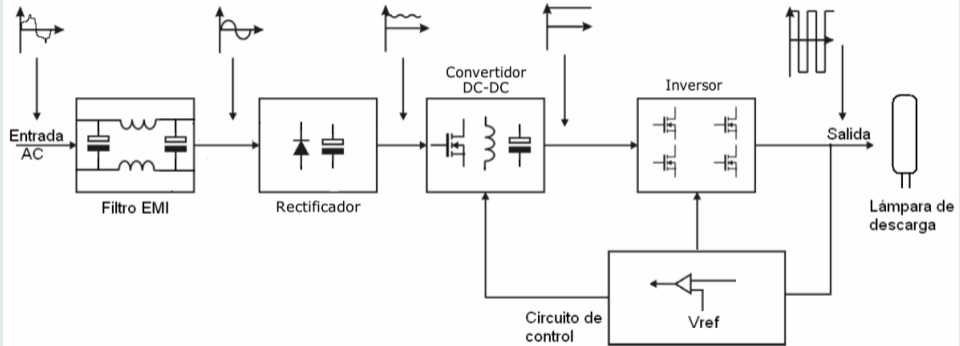 Convertidor
DC-DC
Inversor
Entrada
AC
Salida
Filtro EMI
Rectificador
Lámpara de
descarga
Circuito de
control
Vref